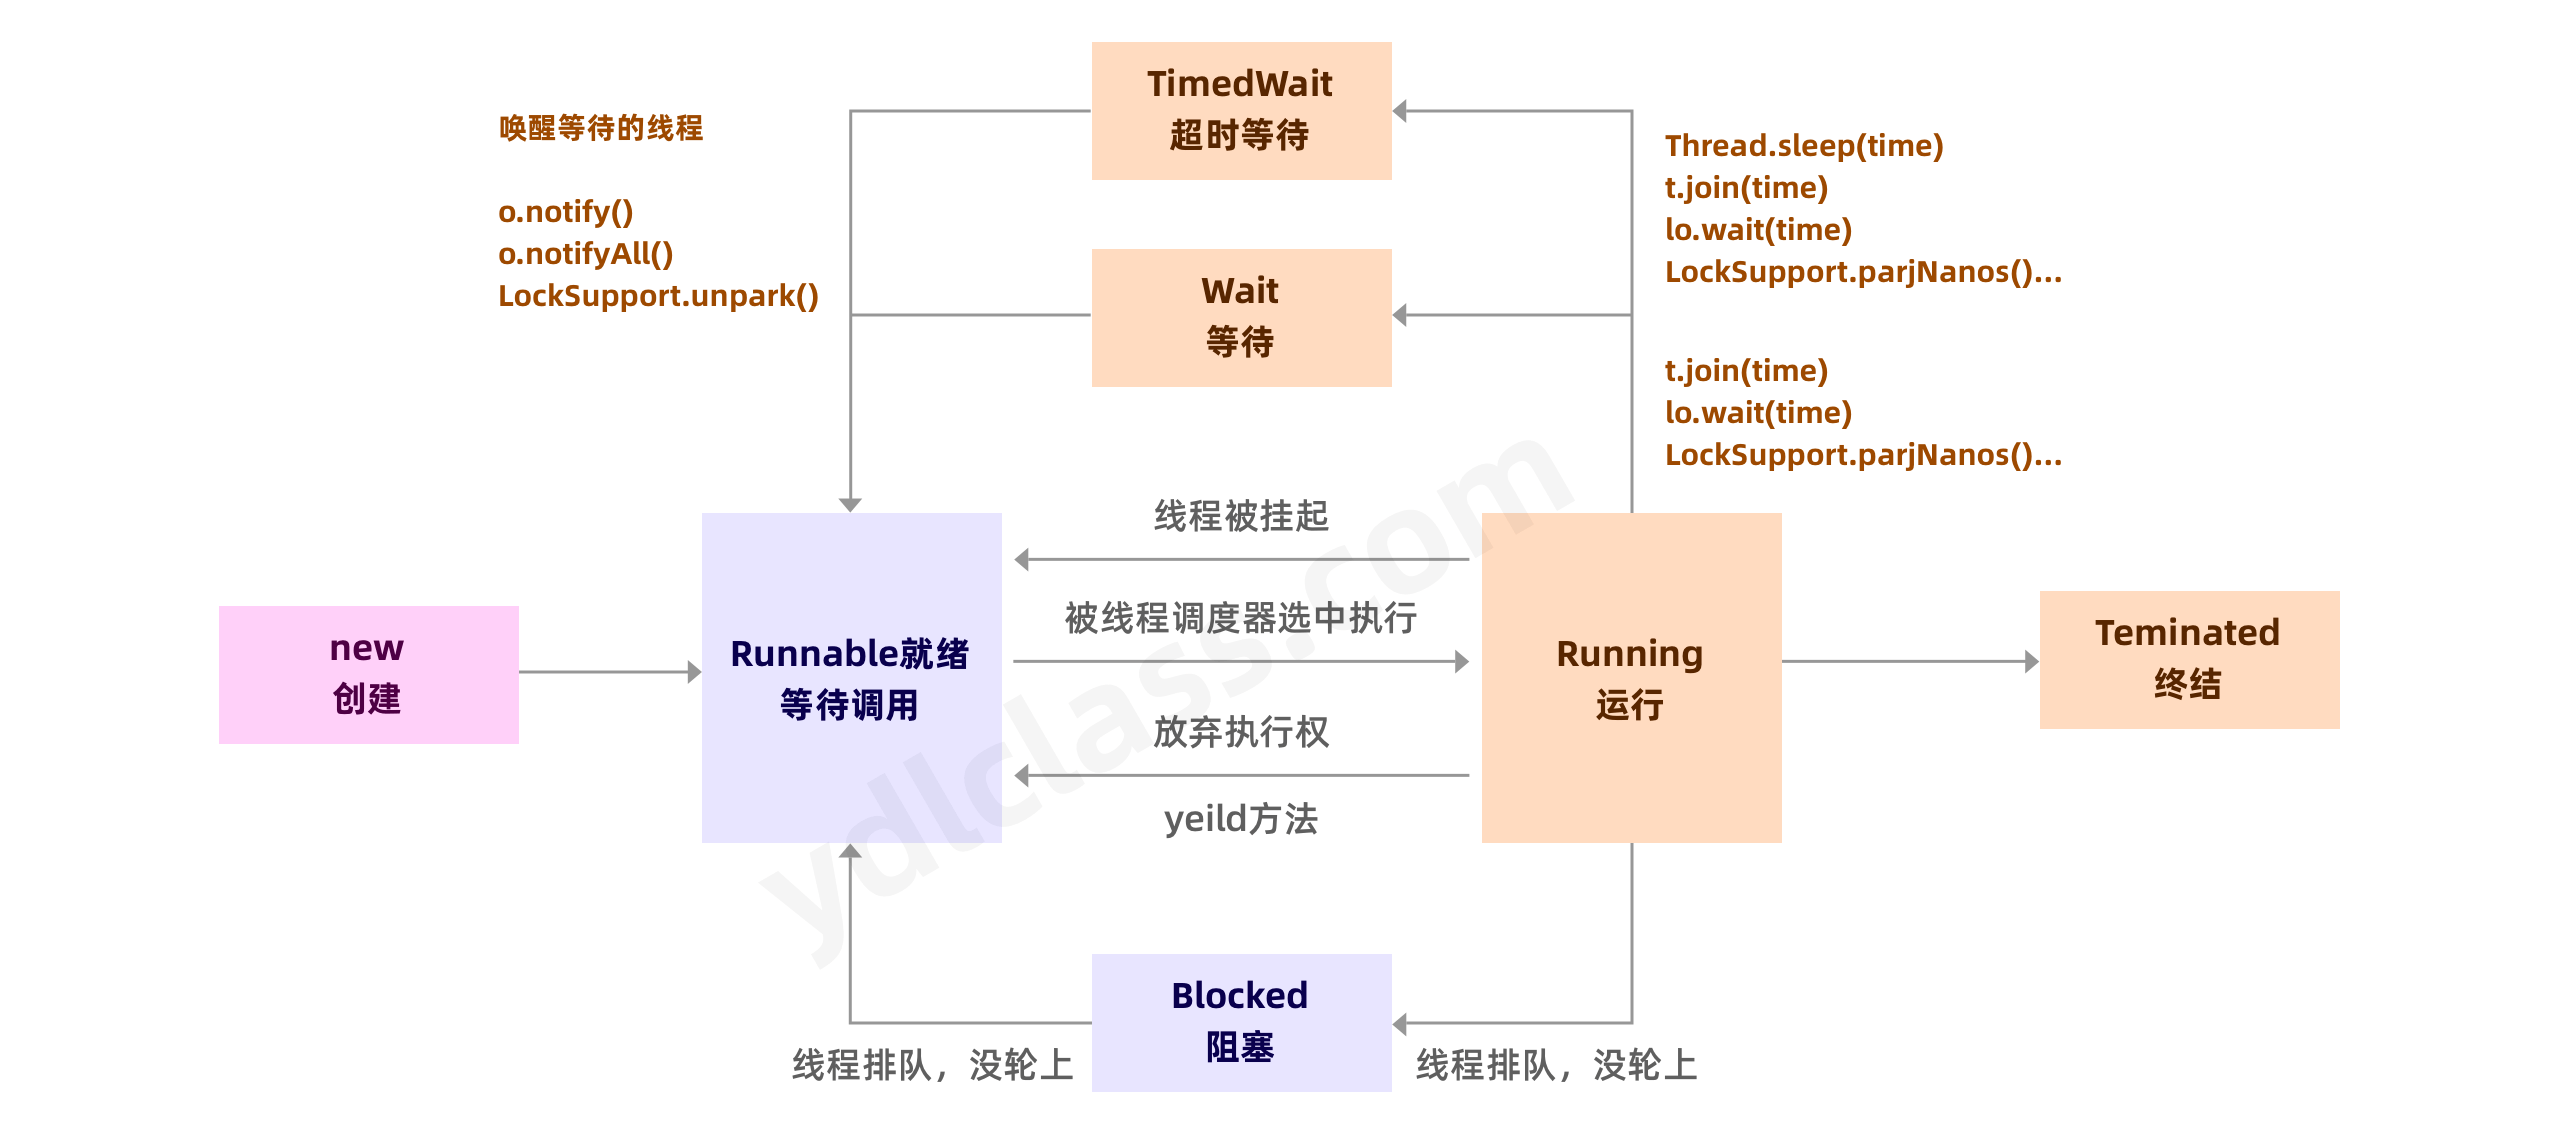 TimedWait
超时等待
唤醒等待的线程
o.notify()
o.notifyAll()
LockSupport.unpark()
Thread.sleep(time)
t.join(time)
lo.wait(time)
LockSupport.parjNanos()...
Wait
等待
t.join(time)
lo.wait(time)
LockSupport.parjNanos()...
new
创建
Runnable就绪
等待调用
线程被挂起
被线程调度器选中执行
放弃执行权
yeild方法
Running
运行
Teminated
终结
Blocked
阻塞
线程排队，没轮上
线程排队，没轮上
ydlclass.com